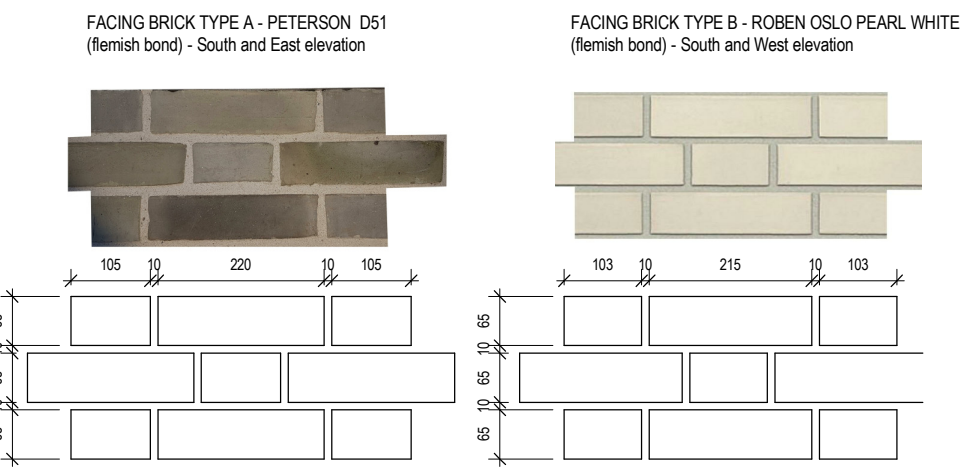 FACING BRICK TYPE A - PETERSON D51
(flemish bond) - South and East elevation
FACING BRICK TYPE B - ROBEN OSLO PEARL WHITE
(flemish bond) - South and West elevation
105 10 220 10 105
103 10 215 10 103
65
10
65
10
65